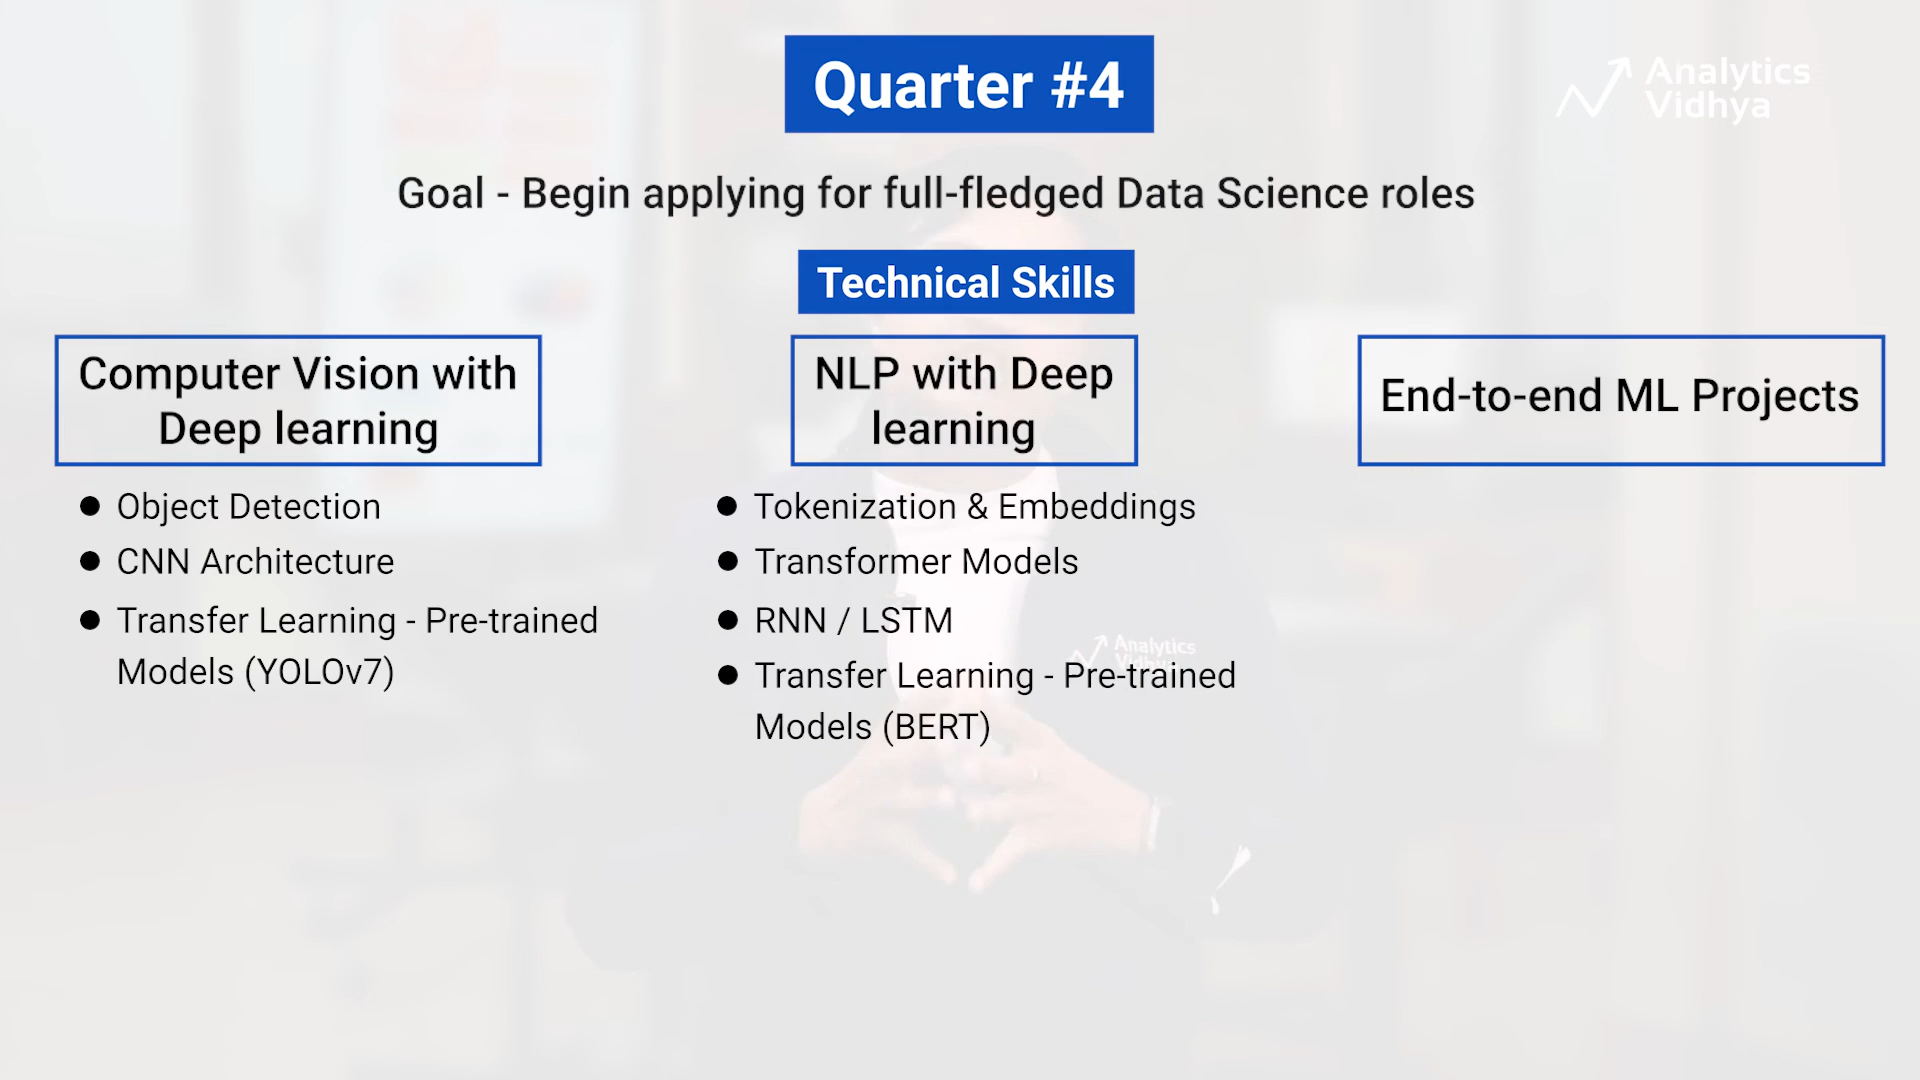 Quarter #4
Analytics
Vidhya
Goal - Begin applying for full-fledged Data Science roles
Technical Skills
Computer Vision with
Deep learning
NLP with Deep
learning
End-to-end ML Projects
Object Detection
CNN Architecture
Transfer Learning - Pre-trained
Models (YOLOv7)
Tokenization & Embeddings
Transformer Models
RNN / LSTM
Transfer Learning - Pre-trained
Models (BERT)
Analytics
Vidhya